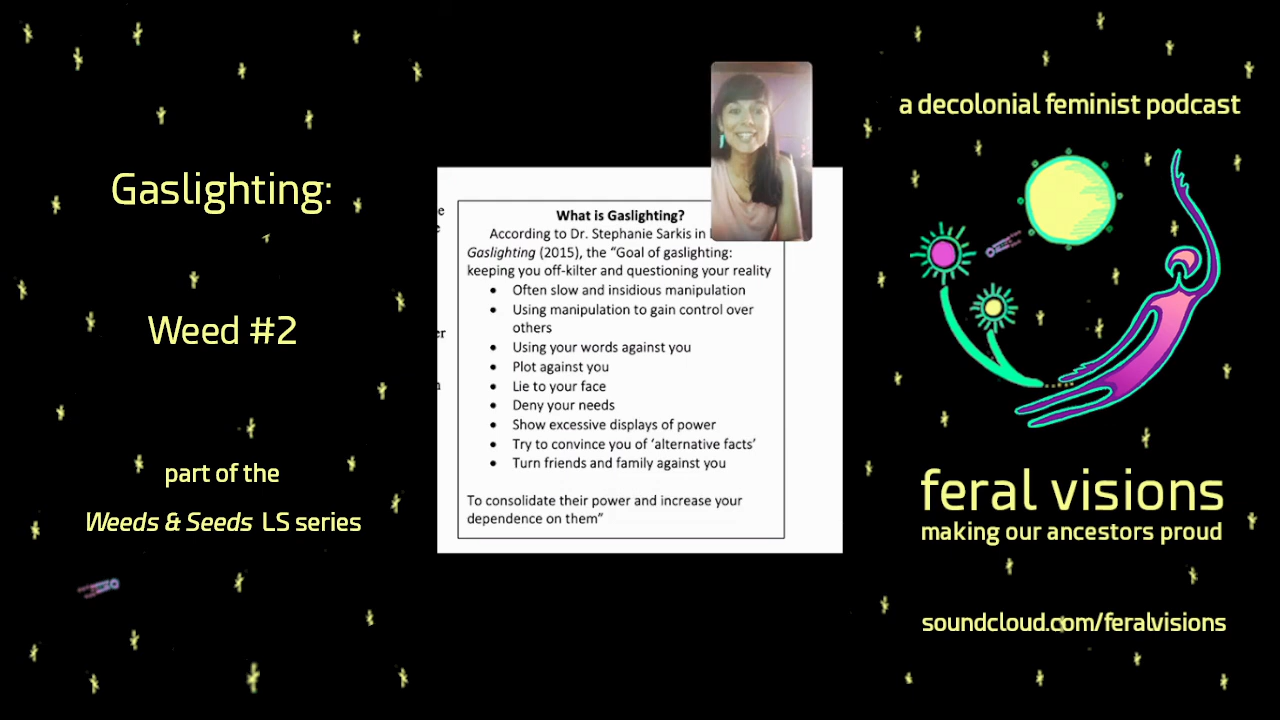 Gaslighting:
Weed #2
part of the
Weeds & Seeds LS series
What is Gaslighting?
According to Dr. Stephanie Sarkis in
Gaslighting (2015), the “Goal of gaslighting:
keeping you off-kilter and questioning your reality
• Often slow and insidious manipulation
• Using manipulation to gain control over
others
• Using your words against you
• Plot against you
• Lie to your face
• Deny your needs
• Show excessive displays of power
• Try to convince you of ‘alternative facts’
• Turn friends and family against you
To consolidate their power and increase your
dependence on them”
a decolonial feminist podcast
feral visions
making our ancestors proud
soundcloud.com/feralvisions